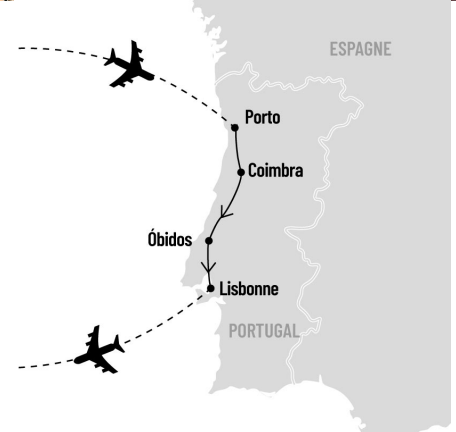 ESPAGNE
Porto
Coimbra
Óbidos
Lisbonne
PORTUGAL